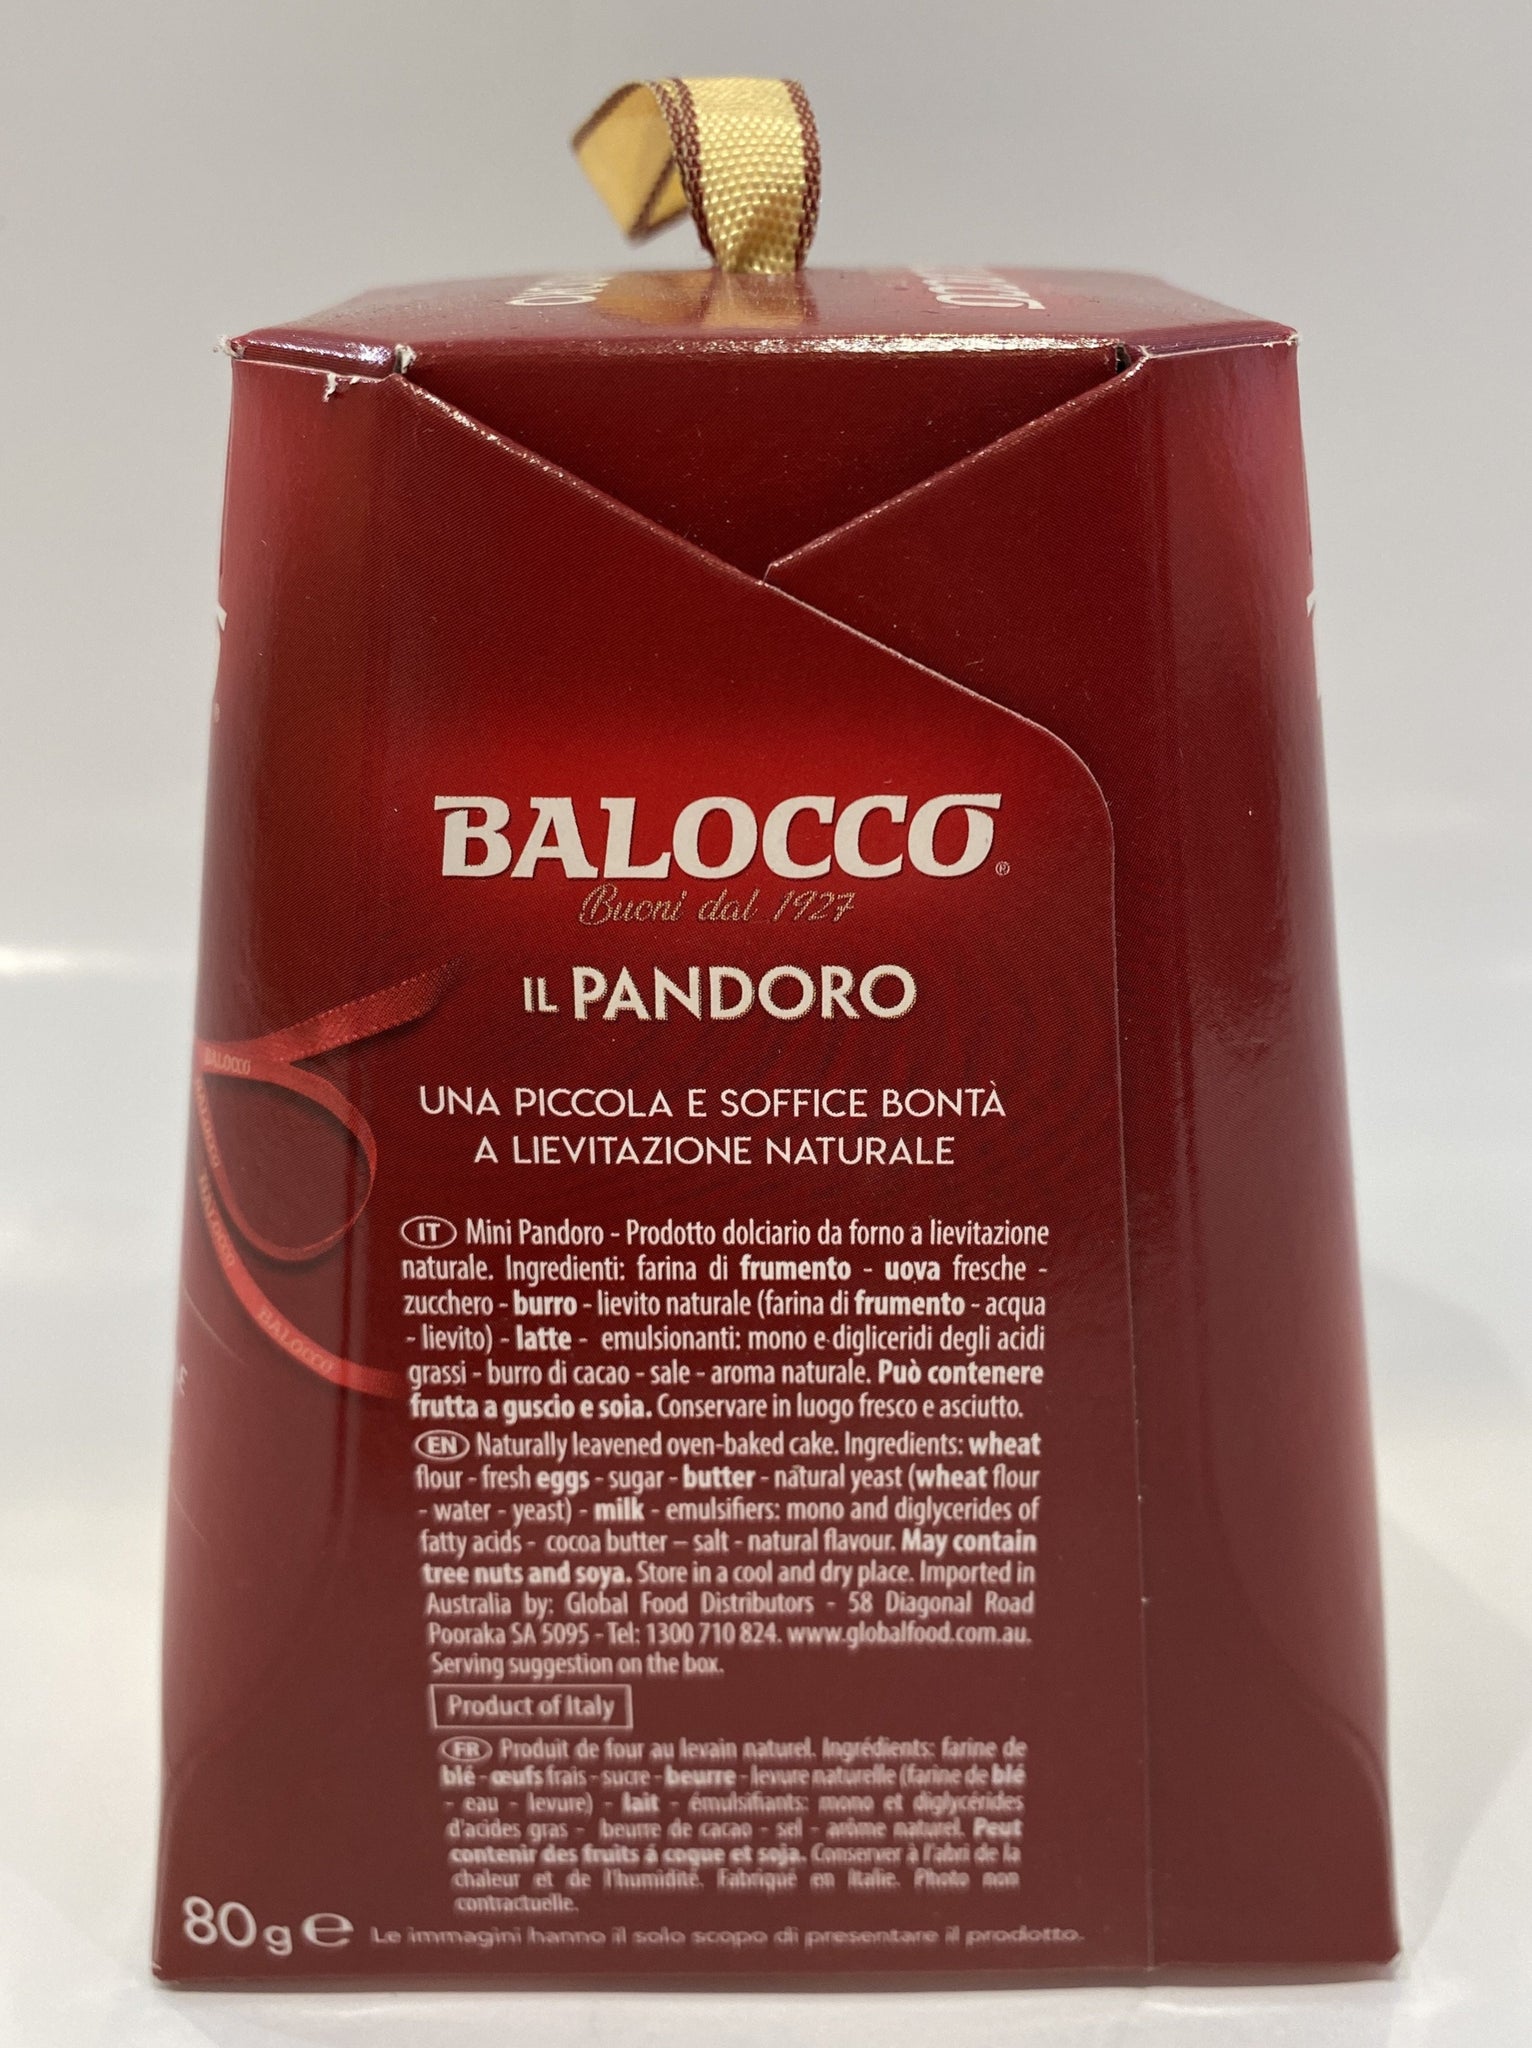 BALOCCO®
Buoni dal 1927
IL PANDORO
UNA PICCOLA E SOFFICE BONTÀ
A LIEVITAZIONE NATURALE
BALOCCO
BALOCCO
BALOCCO
BALOCCO
IT Mini Pandoro - Prodotto dolciario da forno a lievitazione
naturale. Ingredienti: farina di frumento - uova fresche -
zucchero - burro - lievito naturale (farina di frumento - acqua
- lievito) - latte - emulsionanti: mono e digliceridi degli acidi
grassi - burro di cacao - sale - aroma naturale. Può contenere
frutta a guscio e soia. Conservare in luogo fresco e asciutto.
EN Naturally leavened oven-baked cake. Ingredients: wheat
flour - fresh eggs - sugar - butter - natural yeast (wheat flour
- water - yeast) - milk - emulsifiers: mono and diglycerides of
fatty acids - cocoa butter – salt - natural flavour. May contain
tree nuts and soya. Store in a cool and dry place. Imported in
Australia by: Global Food Distributors - 58 Diagonal Road
Pooraka SA 5095 - Tel: 1300 710 824. www.globalfood.com.au.
Serving suggestion on the box.
Product of Italy
FR Produit de four au levain naturel. Ingrédients: farine de
blé - œufs frais - sucre - beurre - levure naturelle (farine de blé
- eau - levure) - lait - émulsifiants: mono et diglycérides
d'acides gras - beurre de cacao - sel - arôme naturel. Peut
contenir des fruits á coque et soja. Conserver à l'abri de la
chaleur et de l'humidité. Fabriqué en Italie. Photo non
contractuelle.
80g e Le immagini hanno il solo scopo di presentare il prodotto.